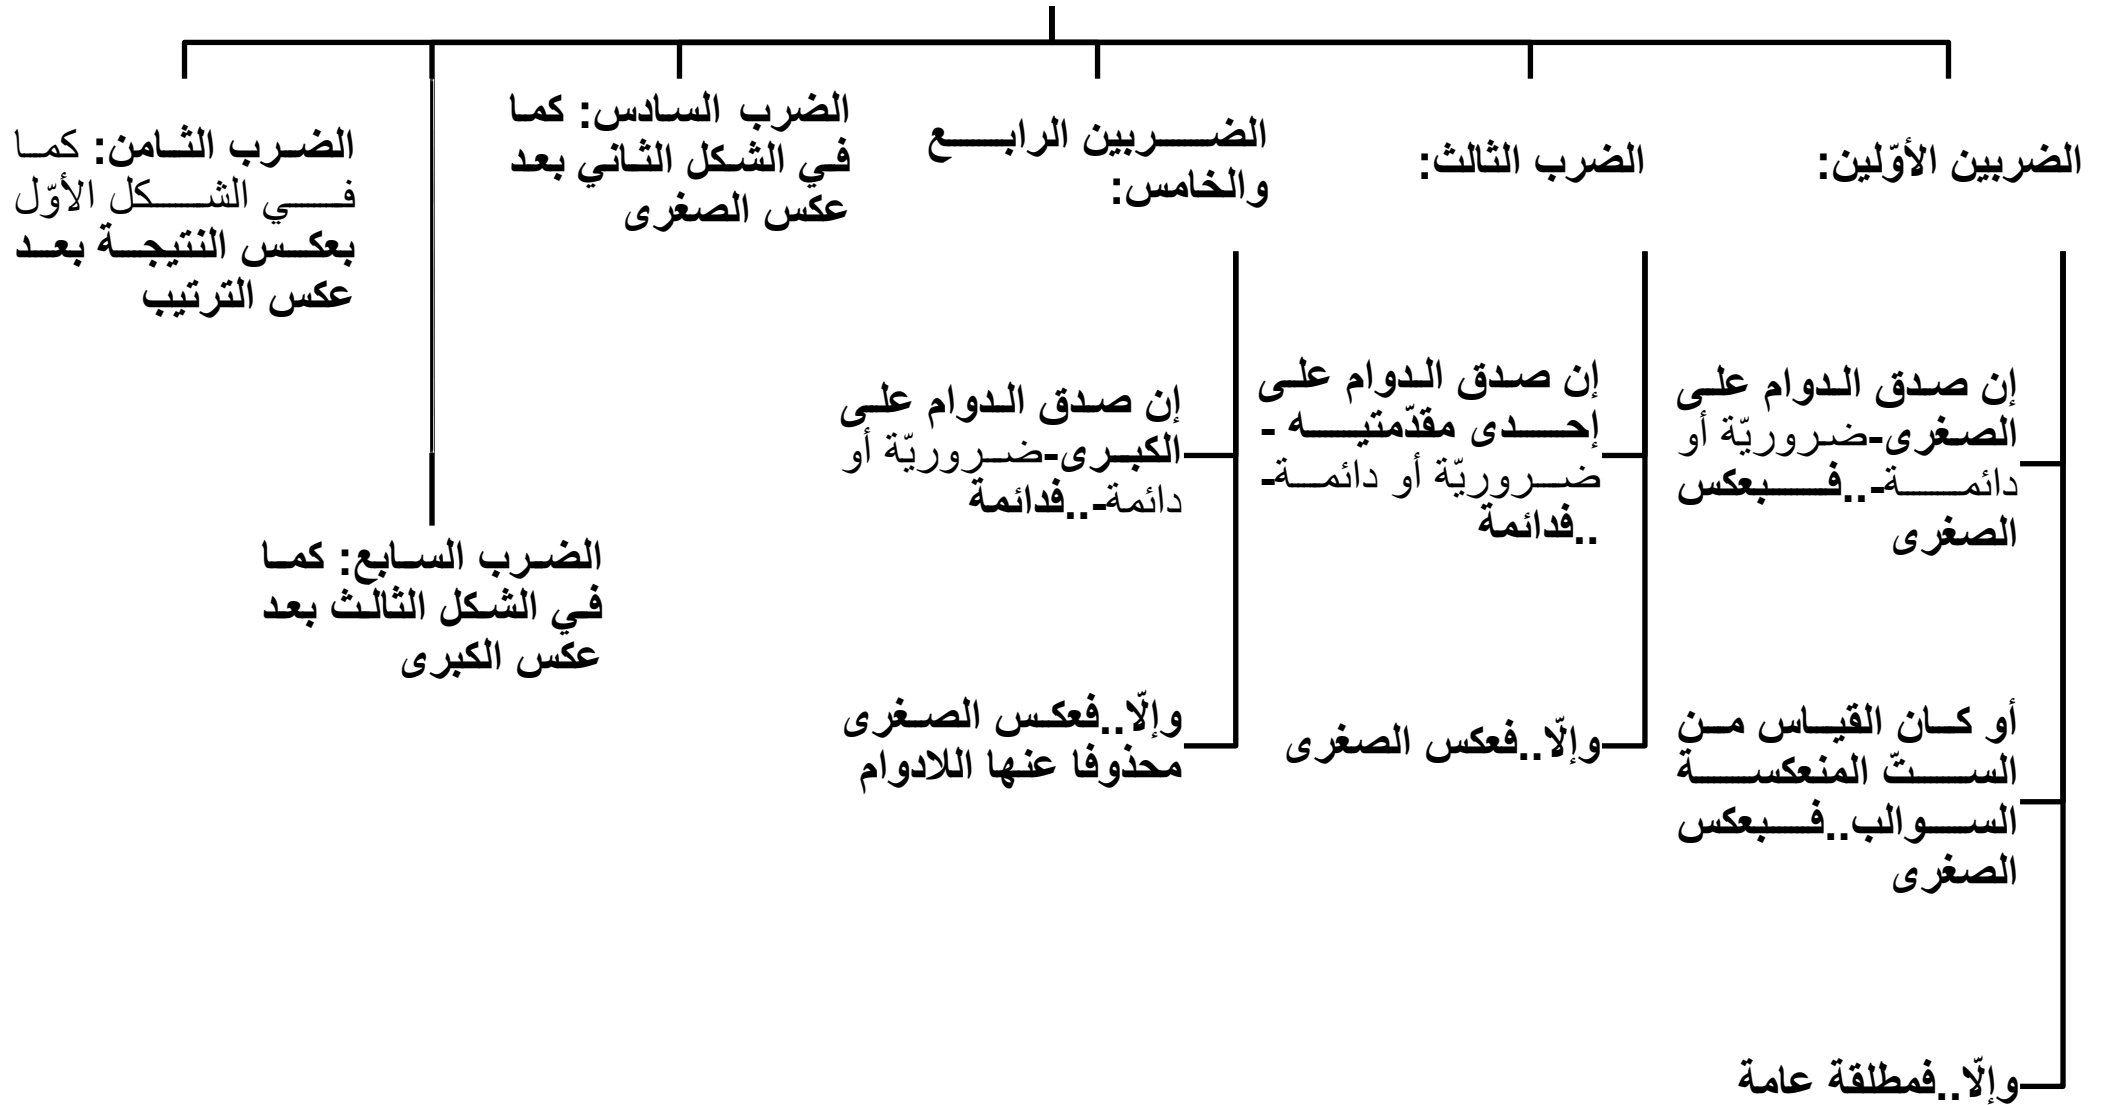 الضربين الأوّلين:
إن صدق الدوام على
الصغرى-ضروريّة أو
دائمة-..فبعكس
الصغرى
أو كان القياس من
الستّ المنعكسة
السوالب..فبعكس
الصغرى
وإلّا..فمطلقة عامة
الضرب الثالث:
إن صدق الدوام على
إحدى مقدّمتيه -
ضروريّة أو دائمة-
..فدائمة
وإلّا..فعكس الصغرى
الضربين الرابع
والخامس:
إن صدق الدوام على
الكبرى-ضروريّة أو
دائمة-..فدائمة
وإلّا..فعكس الصغرى
محذوفا عنها اللادوام
الضرب السادس: كما
في الشكل الثاني بعد
عكس الصغرى
الضرب السابع: كما
في الشكل الثالث بعد
عكس الكبرى
الضرب الثامن: كما
في الشكل الأوّل
بعكس النتيجة بعد
عكس الترتيب